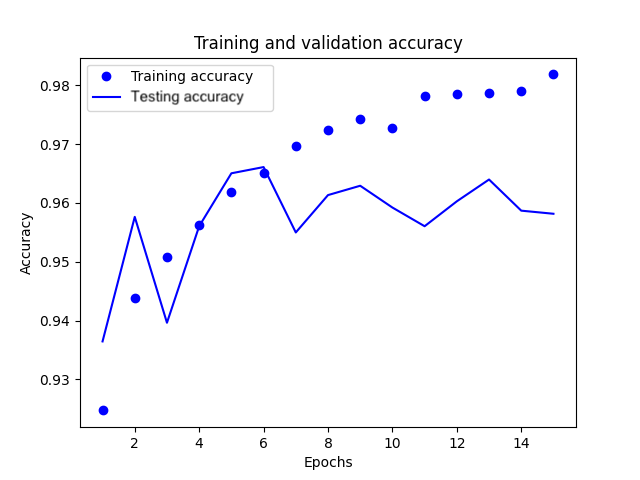 Training and validation accuracy
Training accuracy
Testing accuracy
0.98
0.97
0.96
0.95
0.94
0.93
Accuracy
2 4 6 8 10 12 14
Epochs